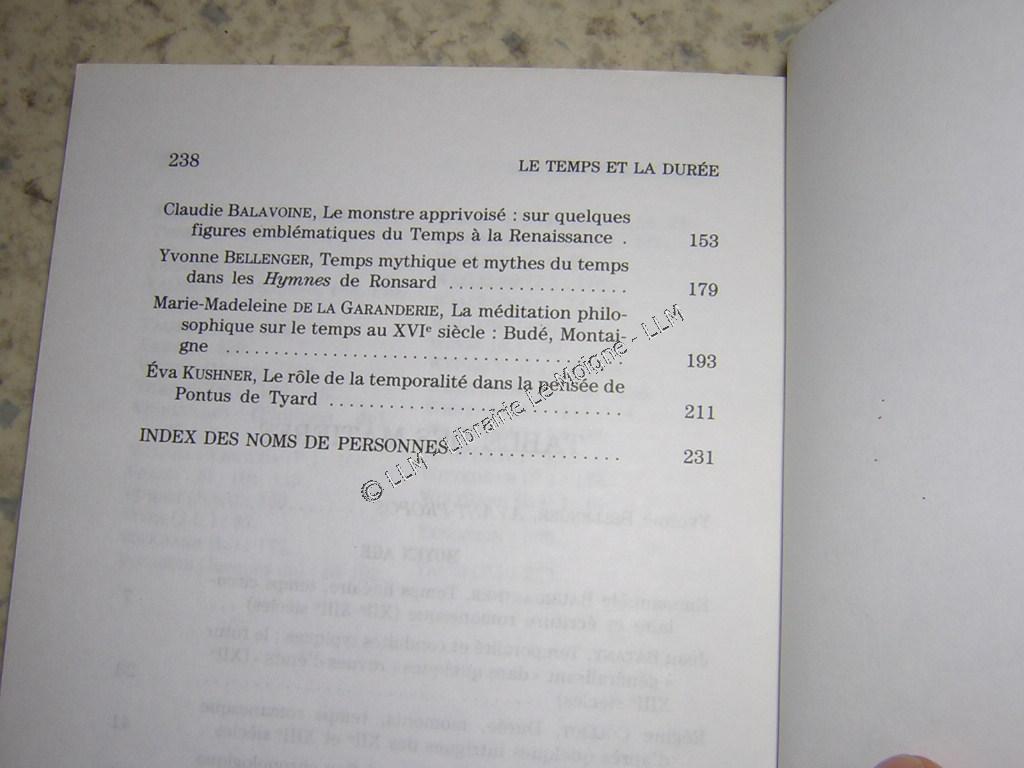 238
LE TEMPS ET LA DURÉE
Claudie BALAVOINE, Le monstre apprivoisé : sur quelques
figures emblématiques du Temps à la Renaissance .
153
Yvonne BELLENGER, Temps mythique et mythes du temps
dans les Hymnes de Ronsard ..................
179
Marie-Madeleine DE LA GARANDERIE, La méditation philo-
sophique sur le temps au XVIe siècle : Budé, Montai-
gne .........................................
193
Éva KUSHNER, Le rôle de la temporalité dans la pensée de
Pontus de Tyard ..............................
211
INDEX DES NOMS DE PERSONNES.................
231
© LLM - Librairie Le Moigne - LLM